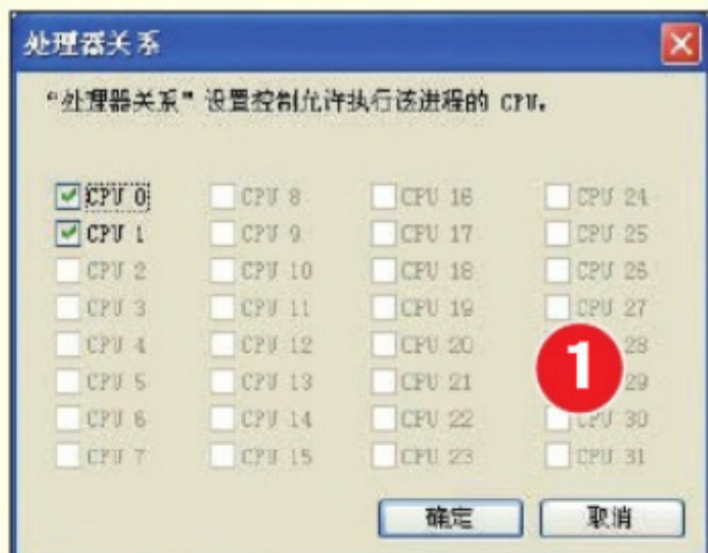 处理器关系
“处理器关系” 设置控制允许执行该进程的 CPU。
CPU 0 CPU 8 CPU 16 CPU 24
CPU 1 CPU 9 CPU 17 CPU 25
CPU 2 CPU 10 CPU 18 CPU 26
CPU 3 CPU 11 CPU 19 CPU 27
CPU 4 CPU 12 CPU 20 28
CPU 5 CPU 13 CPU 21 29
CPU 6 CPU 14 CPU 22 CPU 30
CPU 7 CPU 15 CPU 23 CPU 31
1
确定 取消